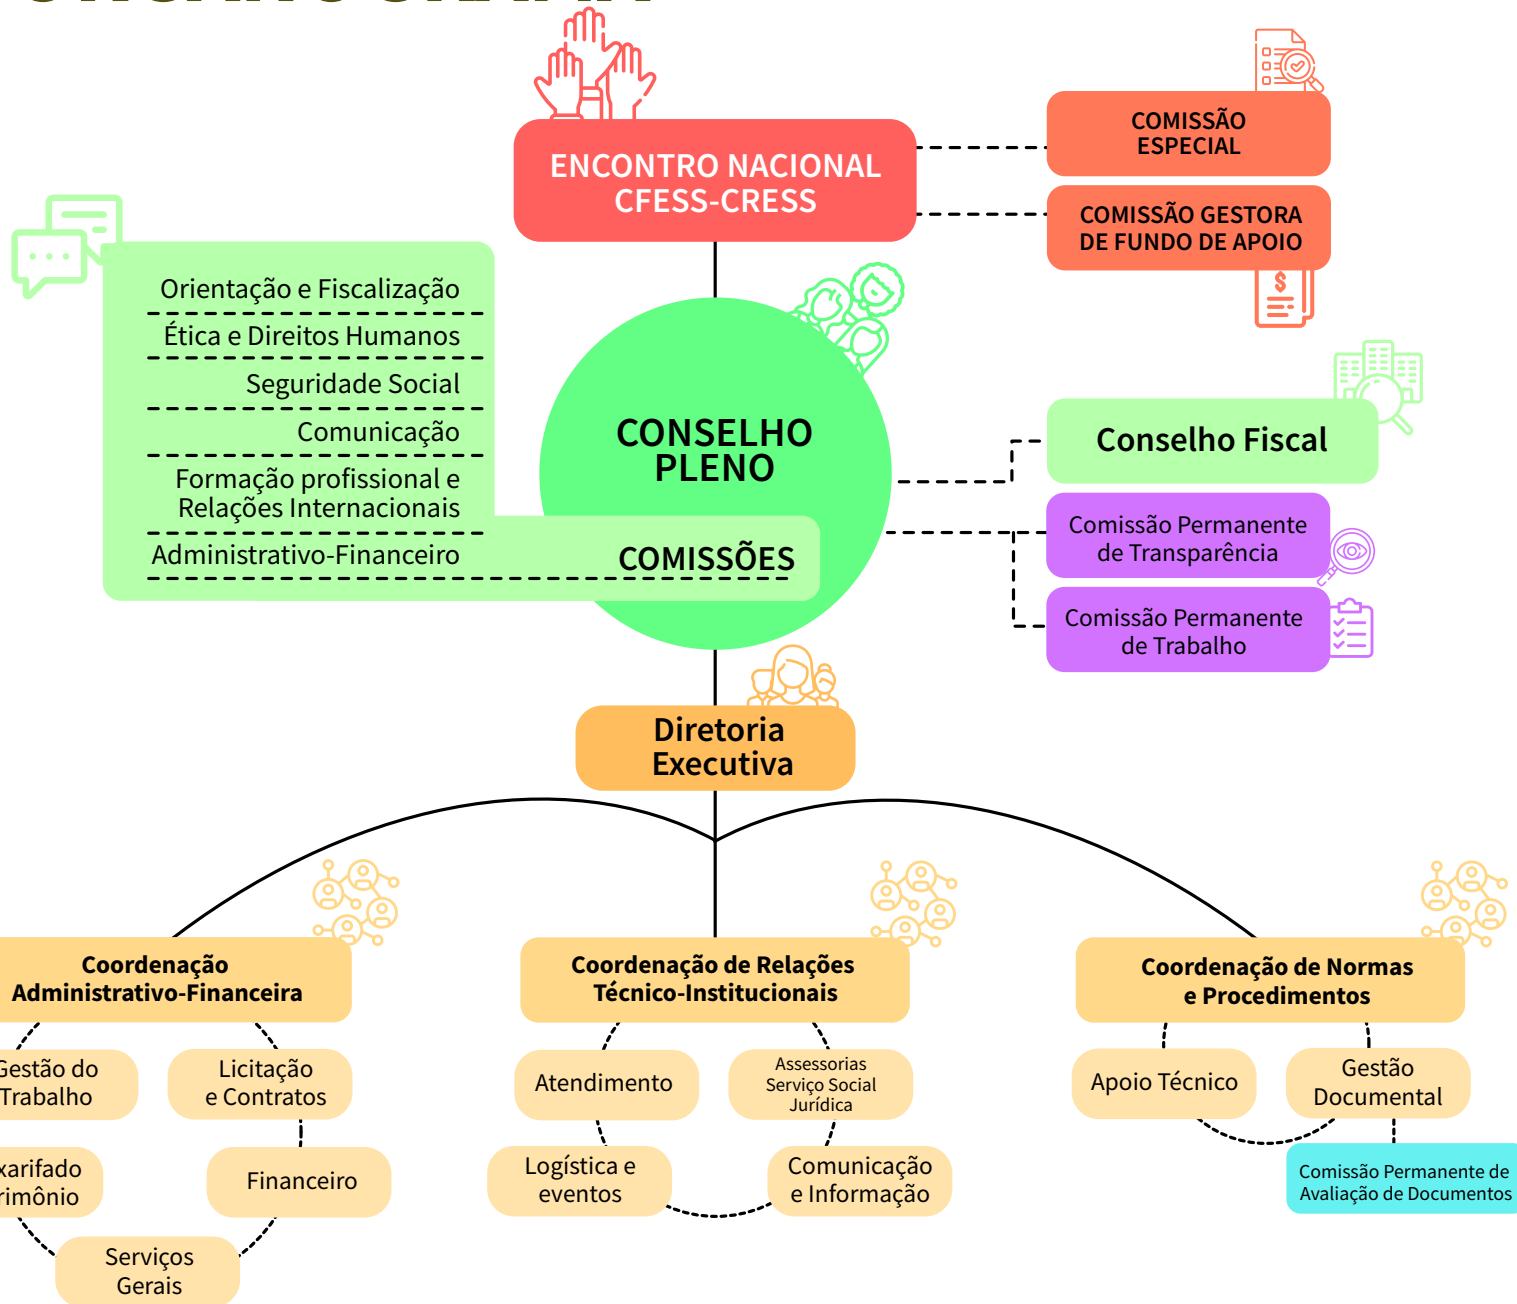 ENCONTRO NACIONAL
CFESS-CRESS
COMISSÃO
ESPECIAL
COMISSÃO GESTORA
DE FUNDO DE APOIO
Orientação e Fiscalização
Ética e Direitos Humanos
Seguridade Social
Comunicação
Formação profissional e
Relações Internacionais
Administrativo-Financeiro
COMISSÕES
CONSELHO
PLENO
Conselho Fiscal
Comissão Permanente
de Transparência
Comissão Permanente
de Trabalho
$
Diretoria
Executiva
Coordenação
Administrativo-Financeira
Gestão do
Trabalho
Licitação
e Contratos
xarifado
rimônio
Financeiro
Serviços
Gerais
Coordenação de Relações
Técnico-Institucionais
Atendimento
Assessorias
Serviço Social
Jurídica
Logística e
eventos
Comunicação
e Informação
Coordenação de Normas
e Procedimentos
Apoio Técnico
Gestão
Documental
Comissão Permanente de
Avaliação de Documentos